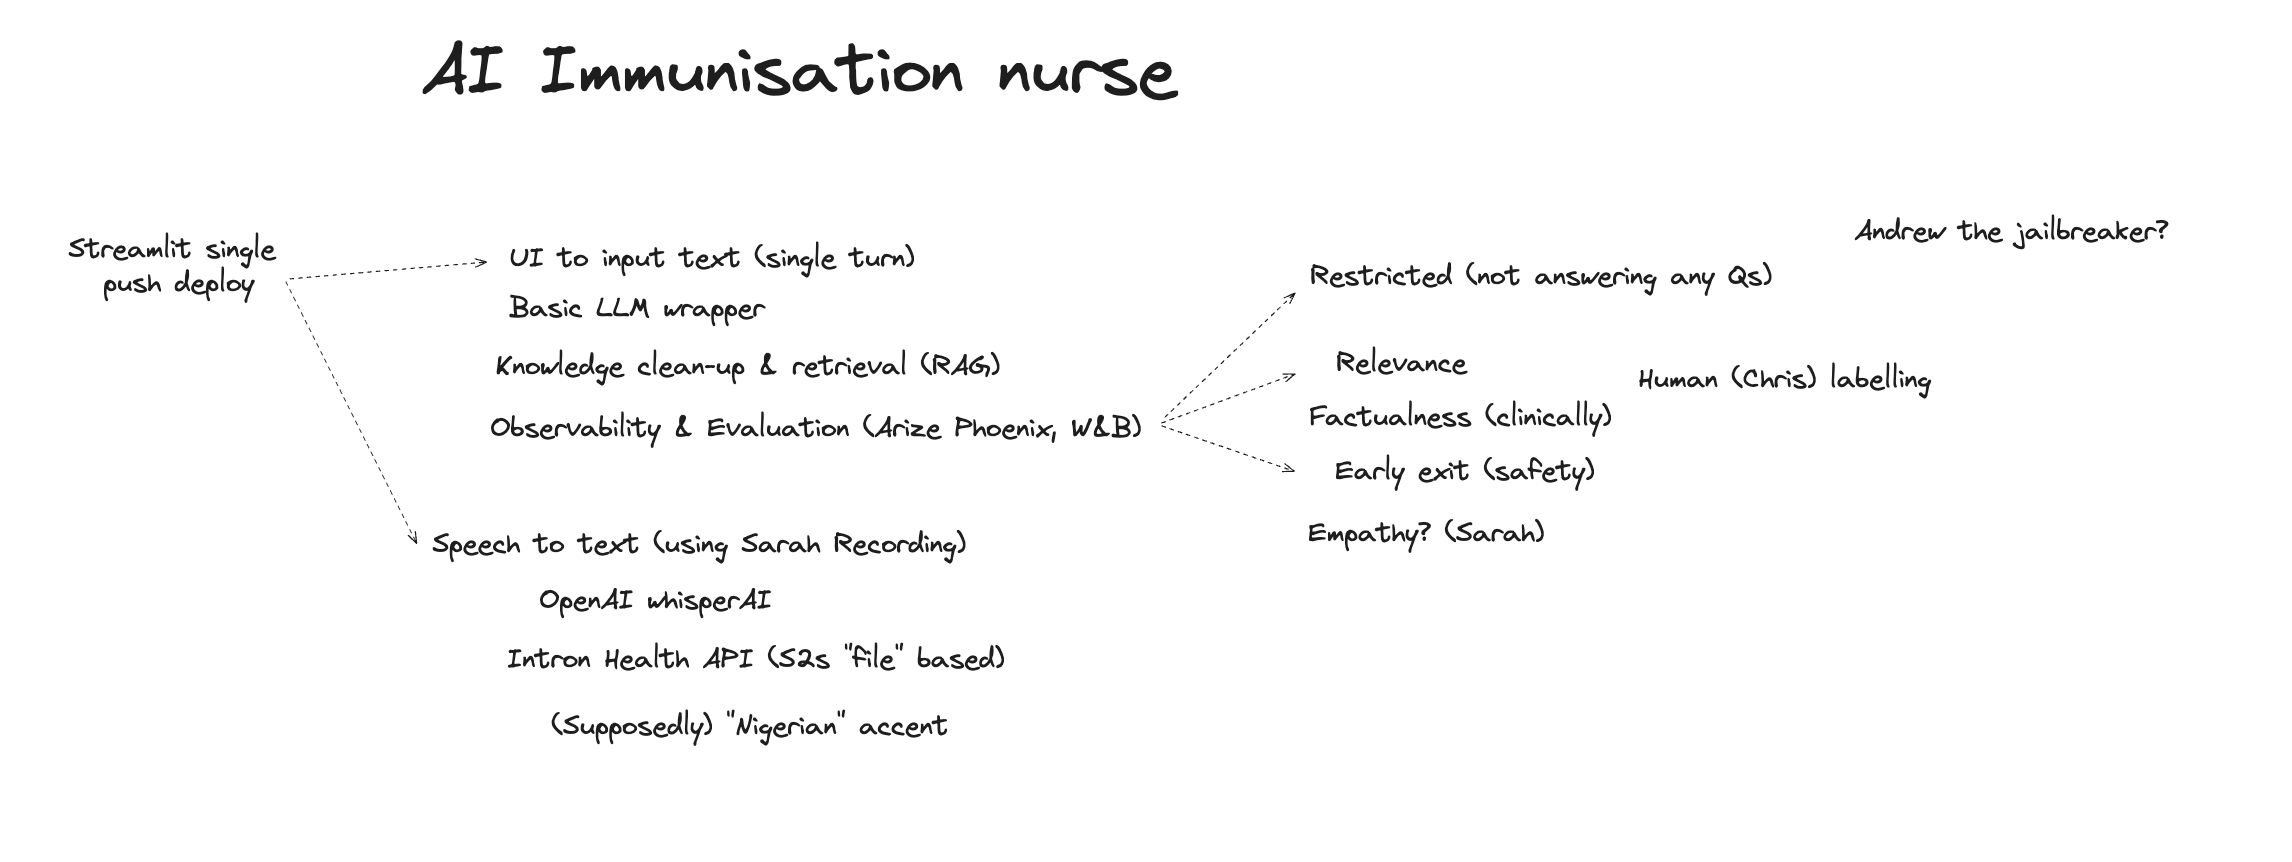 AI Immunisation nurse
Streamlit single
push deploy
UI to input text (single turn)
Basic LLM wrapper
Knowledge clean-up & retrieval (RAG)
Observability & Evaluation (Arize Phoenix, W&B)
Speech to text (using Sarah Recording)
OpenAI whisperAI
Intron Health API (S2s "file" based)
(Supposedly) "Nigerian" accent
Andrew the jailbreaker?
Restricted (not answering any Qs)
Relevance
Human (Chris) labelling
Factualness (clinically)
Early exit (safety)
Empathy? (Sarah)